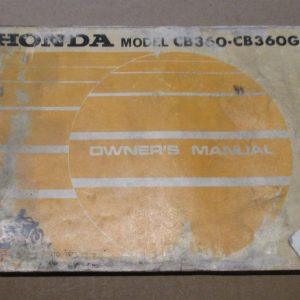 HONDA MODEL CB360-CB360G
OWNER'S MANUAL